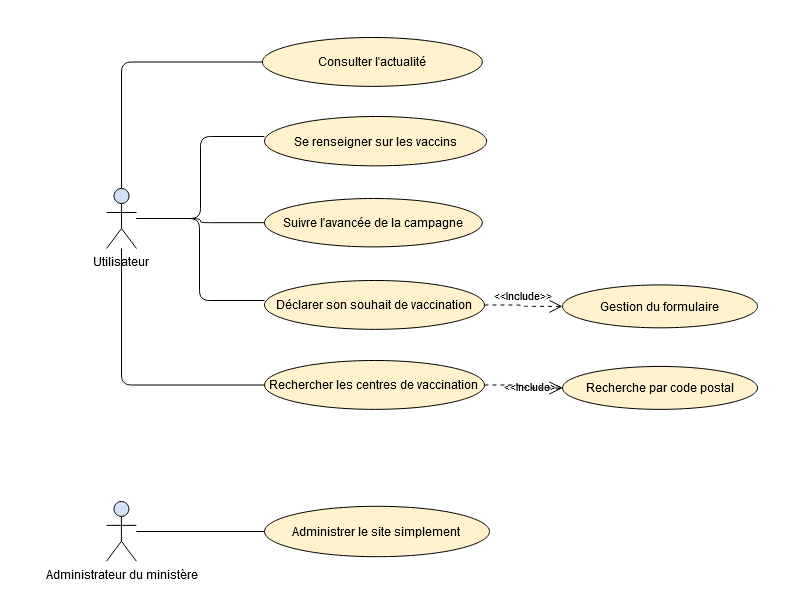 Consulter l'actualité
Se renseigner sur les vaccins
Suivre l'avancée de la campagne
Utilisateur
Déclarer son souhait de vaccination
<<Include>>
Gestion du formulaire
Rechercher les centres de vaccination
<<Include>>
Recherche par code postal
Administrer le site simplement
Administrateur du ministère